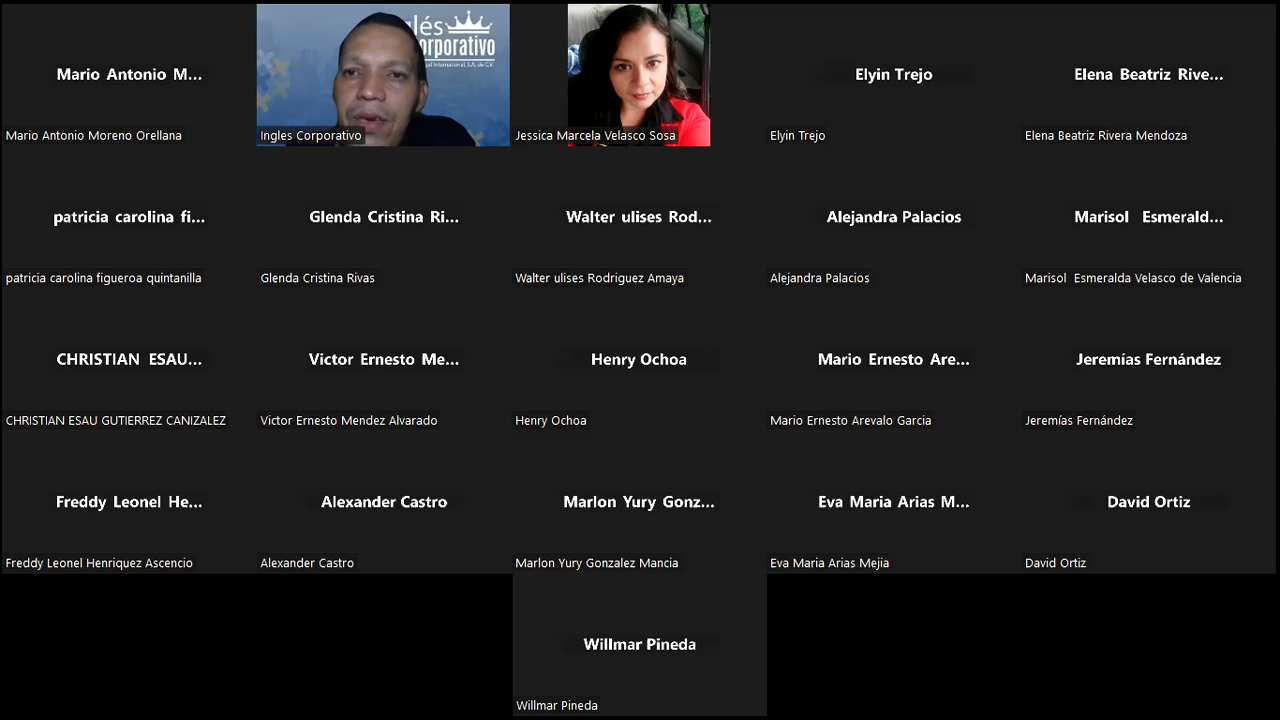 Mario Antonio M...
Mario Antonio Moreno Orellana
glés
orporativo
Ingles Corporativo
Jessica Marcela Velasco Sosa
Elyin Trejo
Elyin Trejo
Elena Beatriz Rive...
Elena Beatriz Rivera Mendoza
patricia carolina fi...
patricia carolina figueroa quintanilla
Glenda Cristina Ri...
Glenda Cristina Rivas
Walter ulises Rod...
Walter ulises Rodriguez Amaya
Alejandra Palacios
Alejandra Palacios
Marisol Esmerald...
Marisol Esmeralda Velasco de Valencia
CHRISTIAN ESAU...
CHRISTIAN ESAU GUTIERREZ CANIZALEZ
Victor Ernesto Me...
Victor Ernesto Mendez Alvarado
Henry Ochoa
Henry Ochoa
Mario Ernesto Are...
Mario Ernesto Arevalo Garcia
Jeremías Fernández
Jeremías Fernández
Freddy Leonel He...
Freddy Leonel Henriquez Ascencio
Alexander Castro
Alexander Castro
Marlon Yury Gonz...
Marlon Yury Gonzalez Mancia
Eva Maria Arias M...
Eva Maria Arias Mejia
David Ortiz
David Ortiz
Willmar Pineda
Willmar Pineda